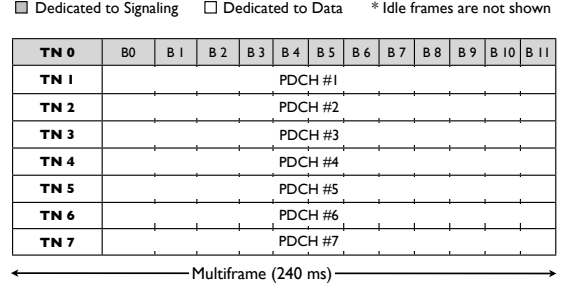 Dedicated to Signaling Dedicated to Data * Idle frames are not shown
TN 0 B0 B 1 B 2 B 3 B 4 B 5 B 6 B 7 B 8 B 9 B 10 B 11
TN 1 PDCH #1
TN 2 PDCH #2
TN 3 PDCH #3
TN 4 PDCH #4
TN 5 PDCH #5
TN 6 PDCH #6
TN 7 PDCH #7
Multiframe (240 ms)